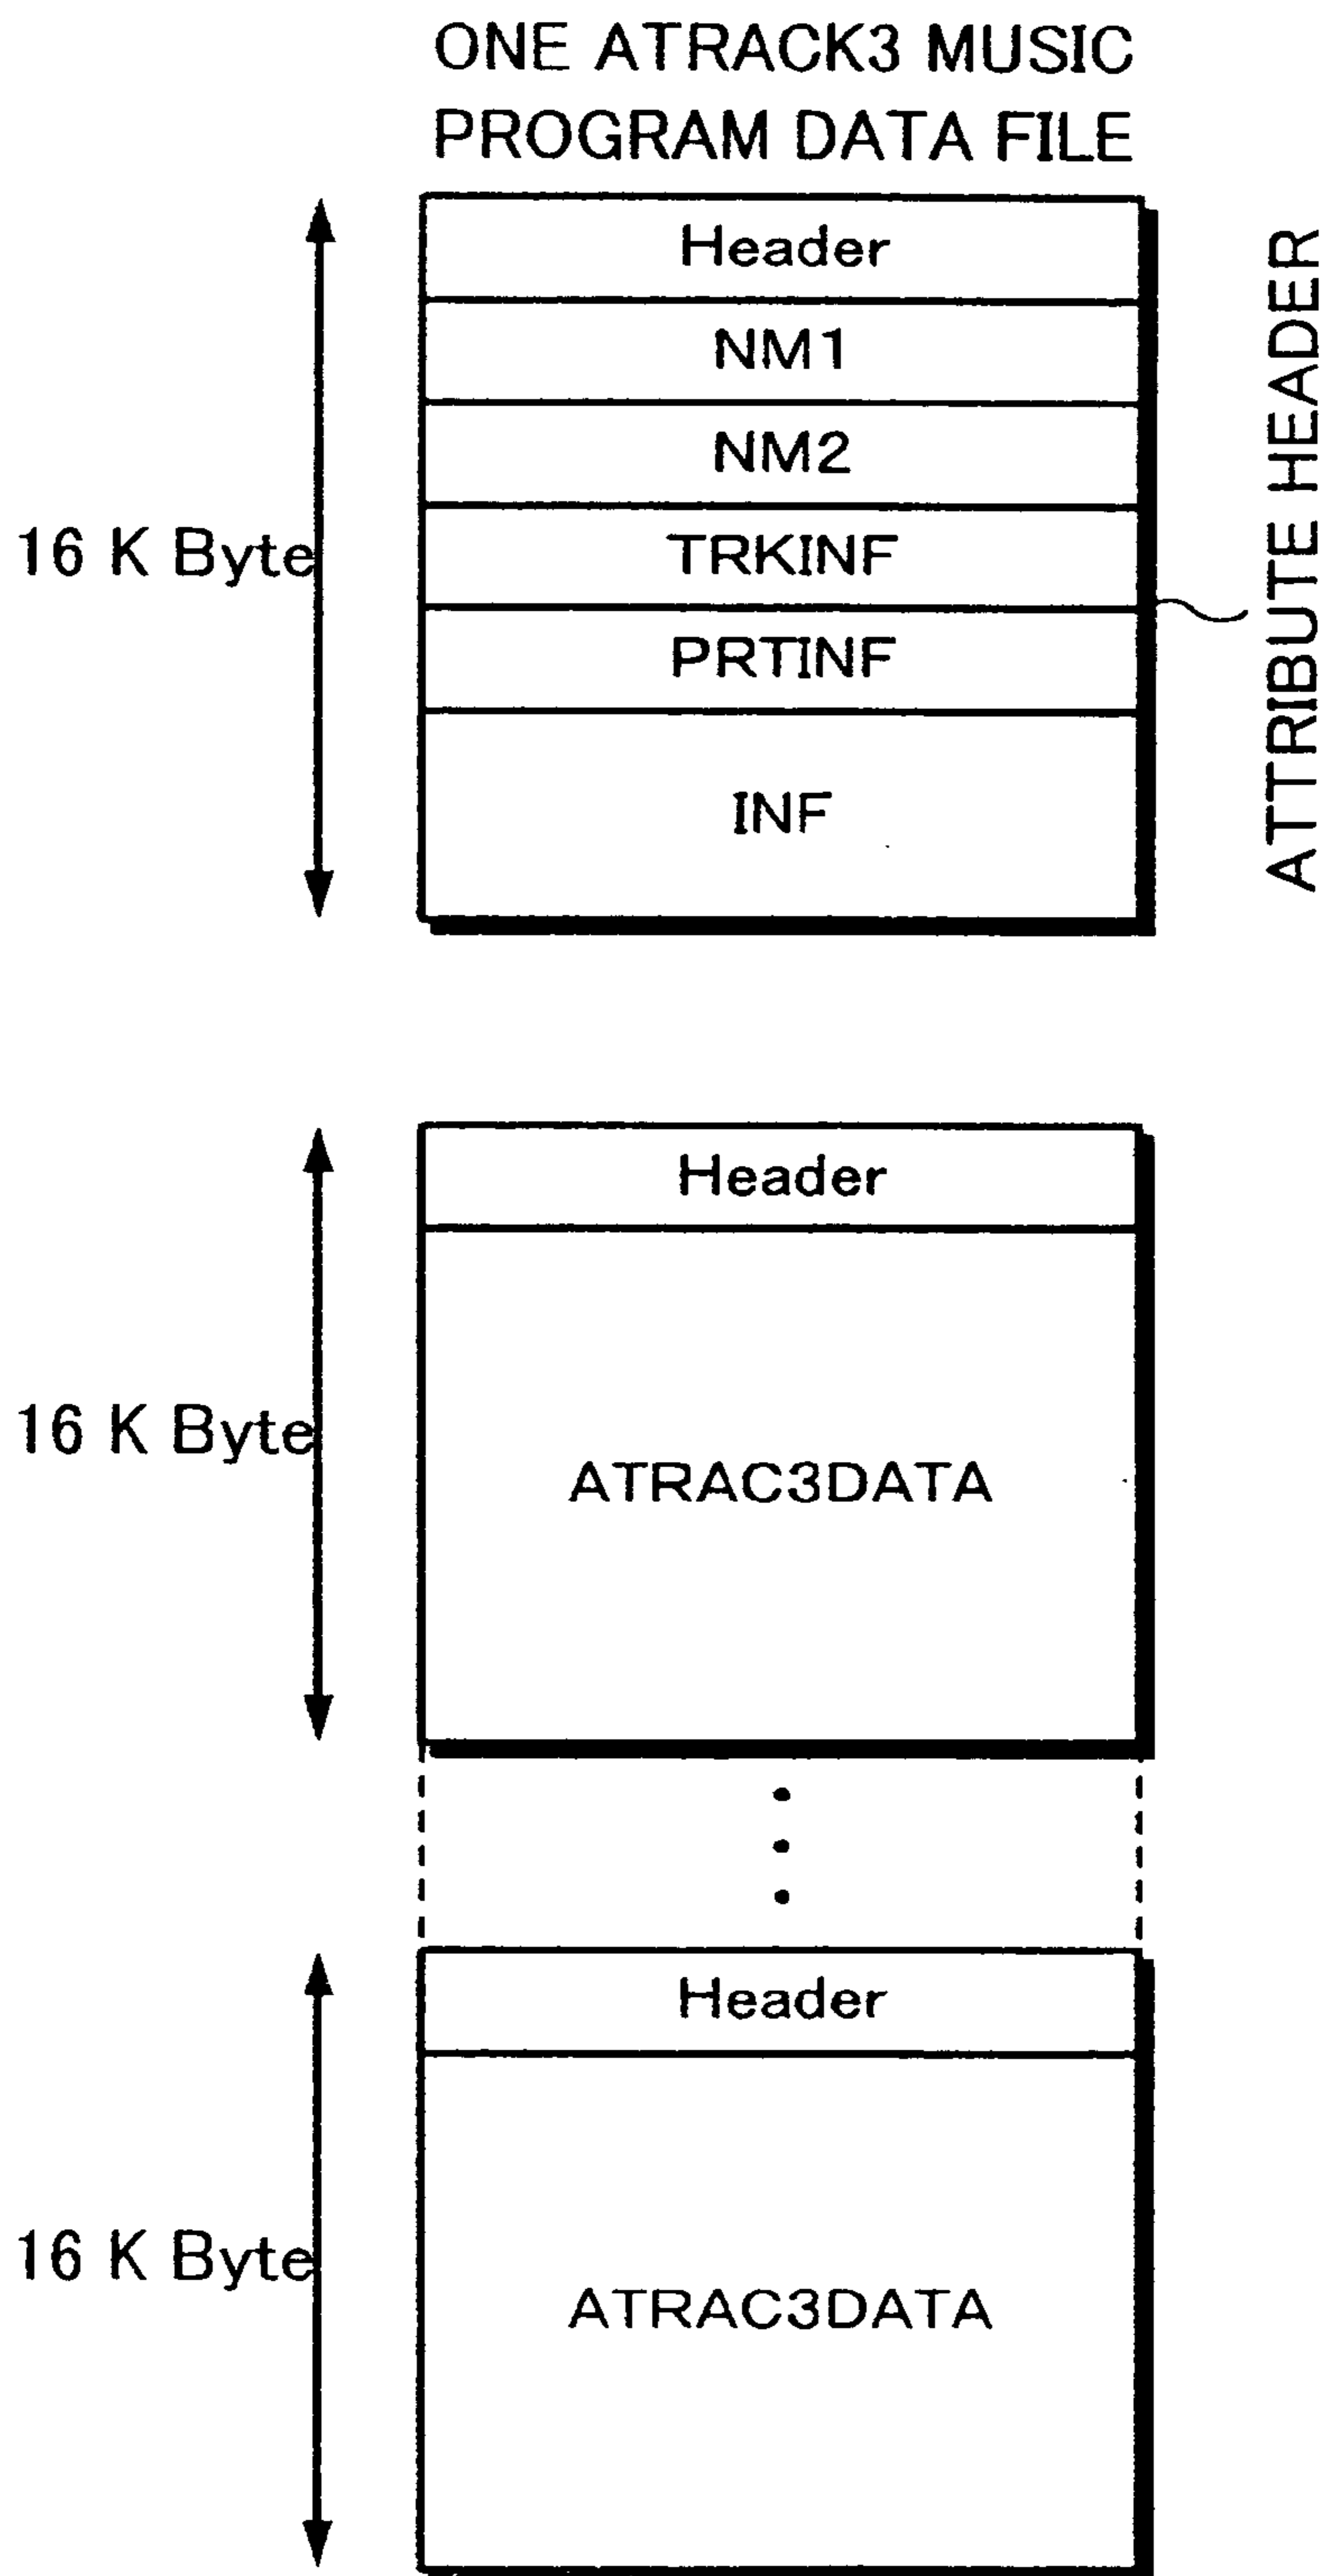 ONE ATRACK3 MUSIC
PROGRAM DATA FILE
Header
NM1
NM2
TRKINF
PRTINF
INF
16 K Byte
ATTRIBUTE HEADER
Header
ATRAC3DATA
16 K Byte
Header
ATRAC3DATA
16 K Byte